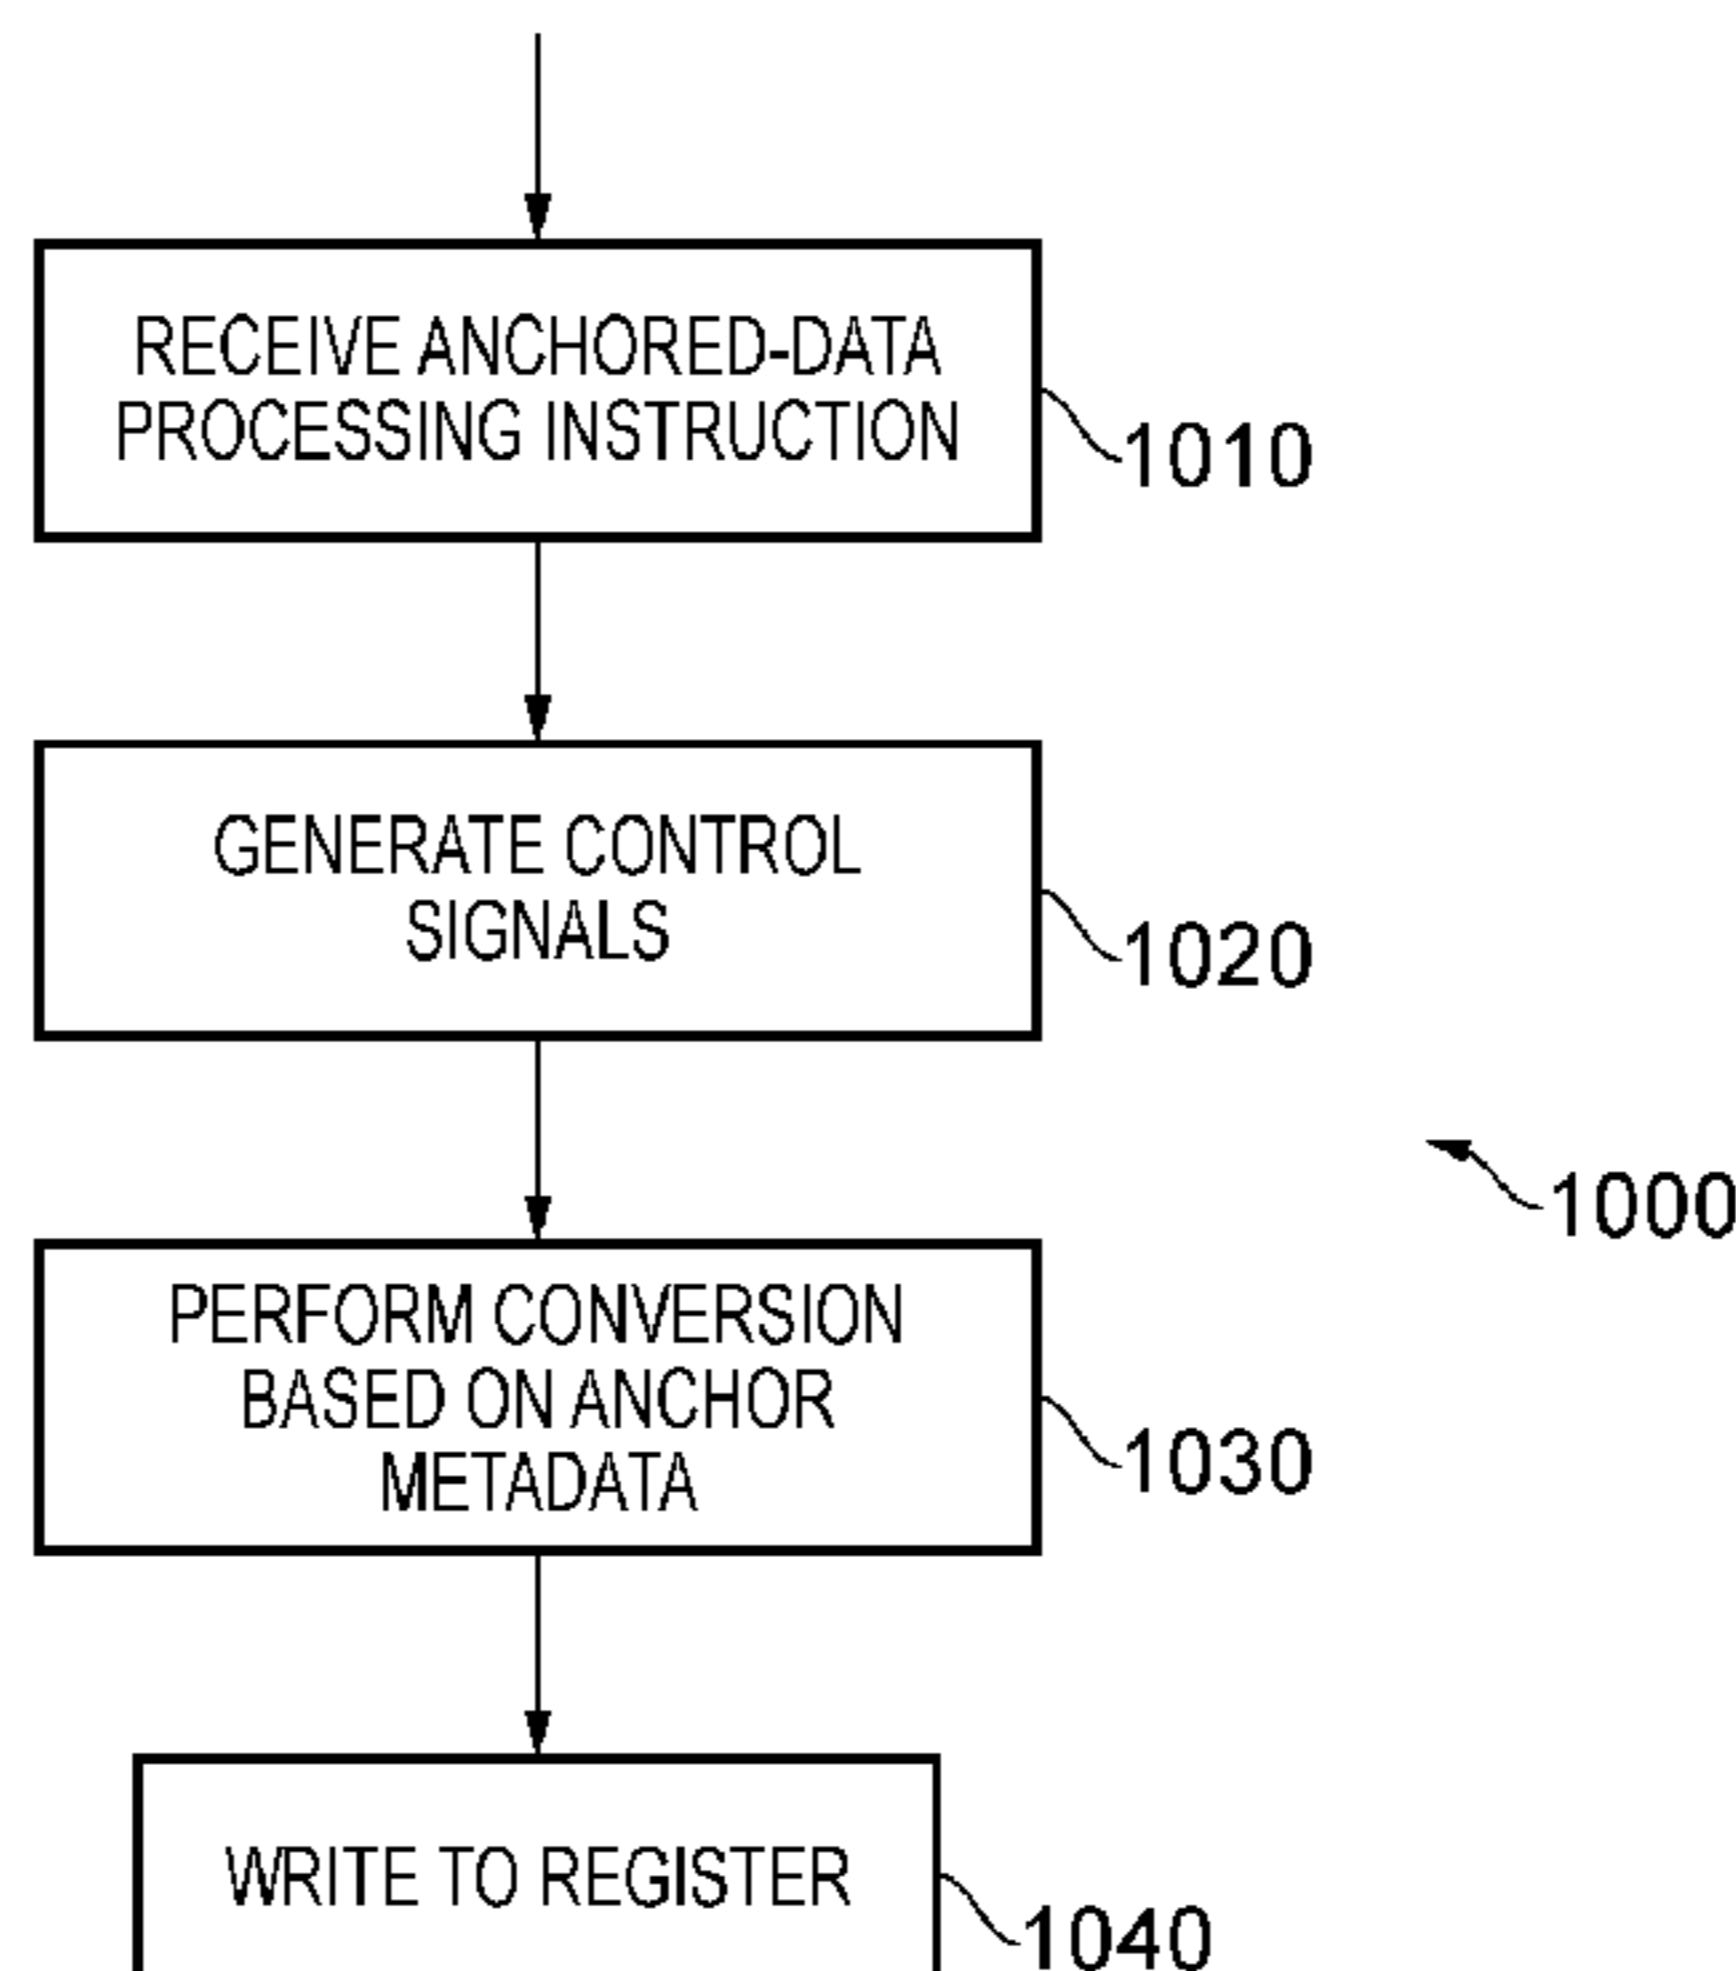 RECEIVE ANCHORED-DATA
PROCESSING INSTRUCTION
1010
GENERATE CONTROL
SIGNALS
1020
1000
PERFORM CONVERSION
BASED ON ANCHOR
METADATA
1030
WRITE TO REGISTER
1040